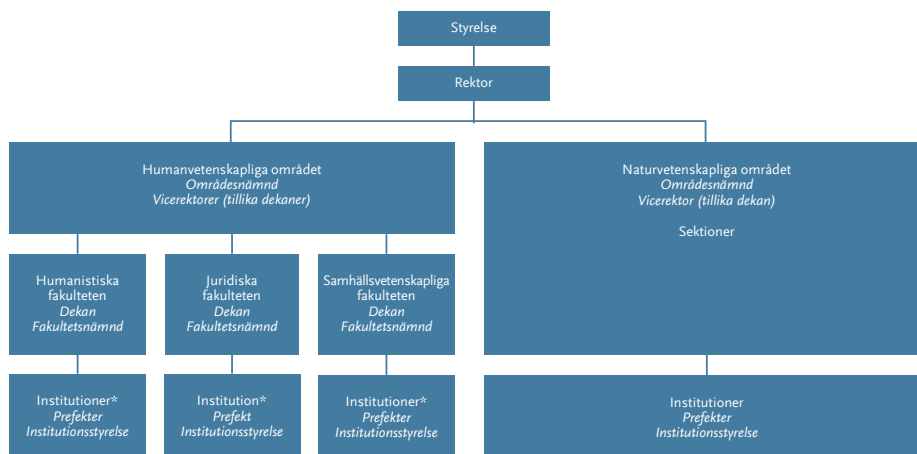 Styrelse
Rektor
Humanvetenskapliga området
Områdesnämnd
Vicerektorer (tillika dekaner)
Naturvetenskapliga området
Områdesnämnd
Vicerektor (tillika dekan)
Sektioner
Humanistiska
fakulteten
Dekan
Fakultetsnämnd
Juridiska
fakulteten
Dekan
Fakultetsnämnd
Samhällsvetenskapliga
fakulteten
Dekan
Fakultetsnämnd
Institutioner*
Prefekter
Institutionsstyrelse
Institution*
Prefekt
Institutionsstyrelse
Institutioner*
Prefekter
Institutionsstyrelse
Institutioner
Prefekter
Institutionsstyrelse